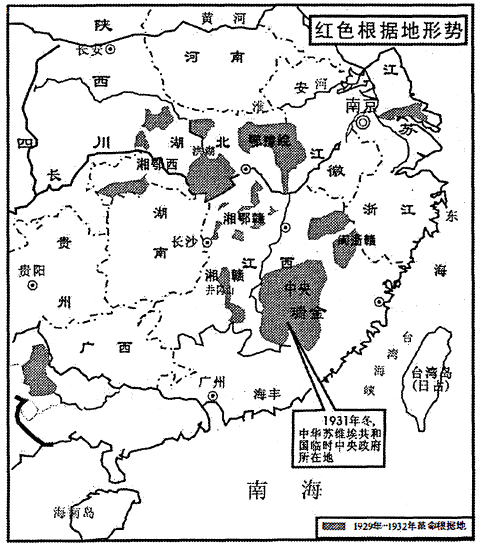 红色根据地形势
陕西
长安
黄河
河南
安徽
淮河
江苏
南京
四川
湖北
洪湖
鄂豫皖
湘鄂西
长江
湖南
长沙
湘鄂赣
浙江
闽浙赣
东海
贵州
贵阳
江西
湘赣
井冈山
中央
瑞金
广西
广州
海丰
台湾海峡
台湾岛
(日占)
1931年冬,
中华苏维埃共和
国临时中央政府
所在地
南海
海南岛
1929年-1932年革命根据地